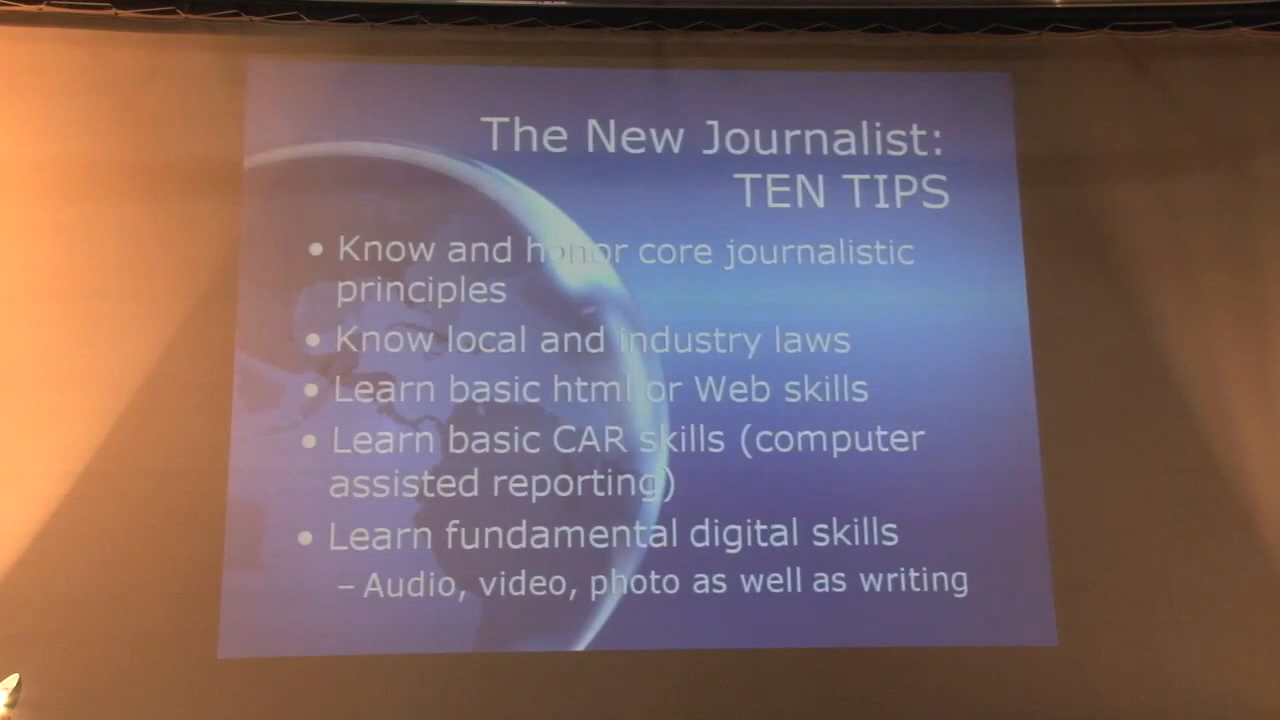 The New Journalist:
TEN TIPS
• Know and honor core journalistic
principles
• Know local and industry laws
• Learn basic html or Web skills
• Learn basic CAR skills (computer
assisted reporting)
• Learn fundamental digital skills
– Audio, video, photo as well as writing